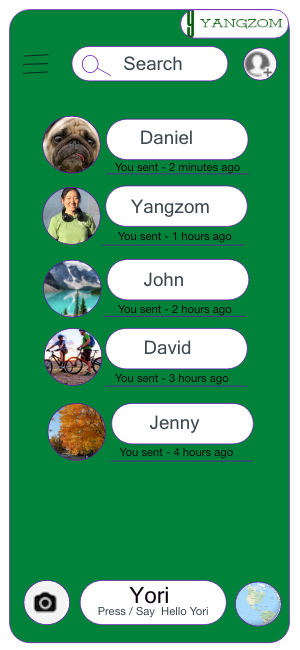 y YANGZOM
Search
Daniel
You sent - 2 minutes ago
Yangzom
You sent - 1 hours ago
John
You sent - 2 hours ago
David
You sent - 3 hours ago
Jenny
You sent - 4 hours ago
Yori
Press / Say Hello Yori